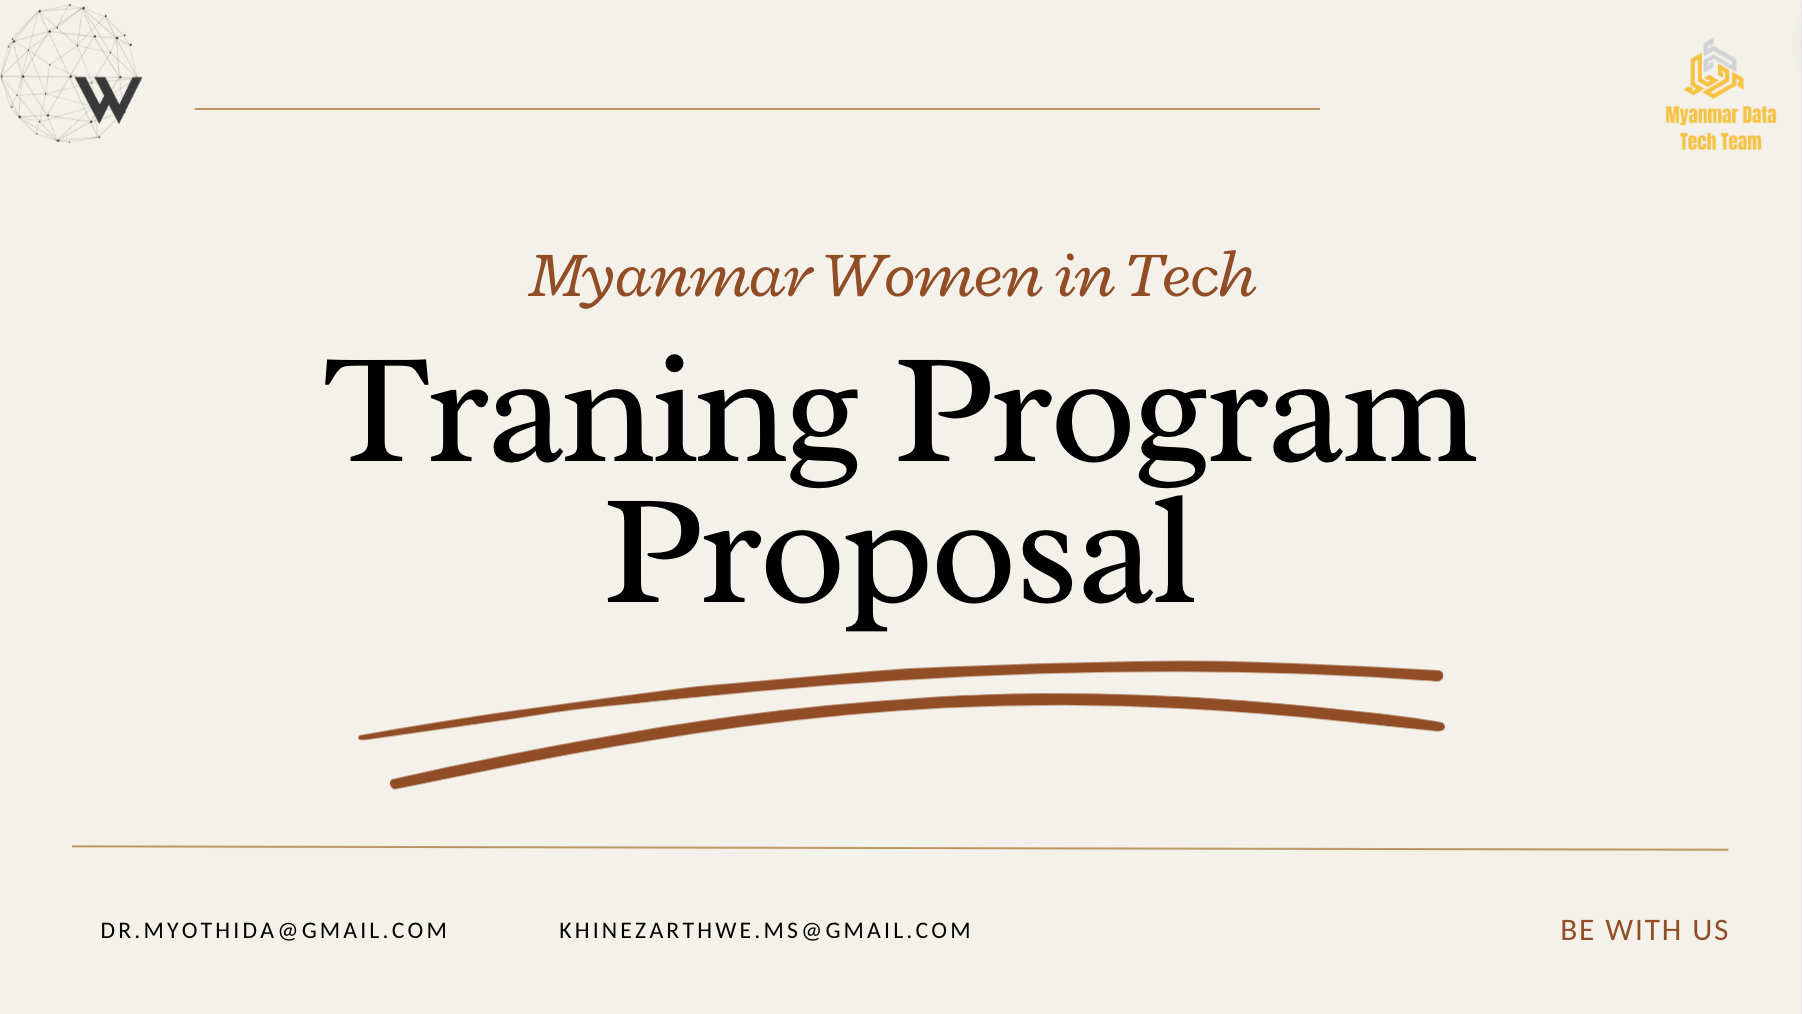 W
Myanmar Data
Tech Team
Myanmar Women in Tech
Traning Program
Proposal
DR.MYOTHIDA@GMAIL.COM
KHINEZARTHWE.MS@GMAIL.COM
BE WITH US